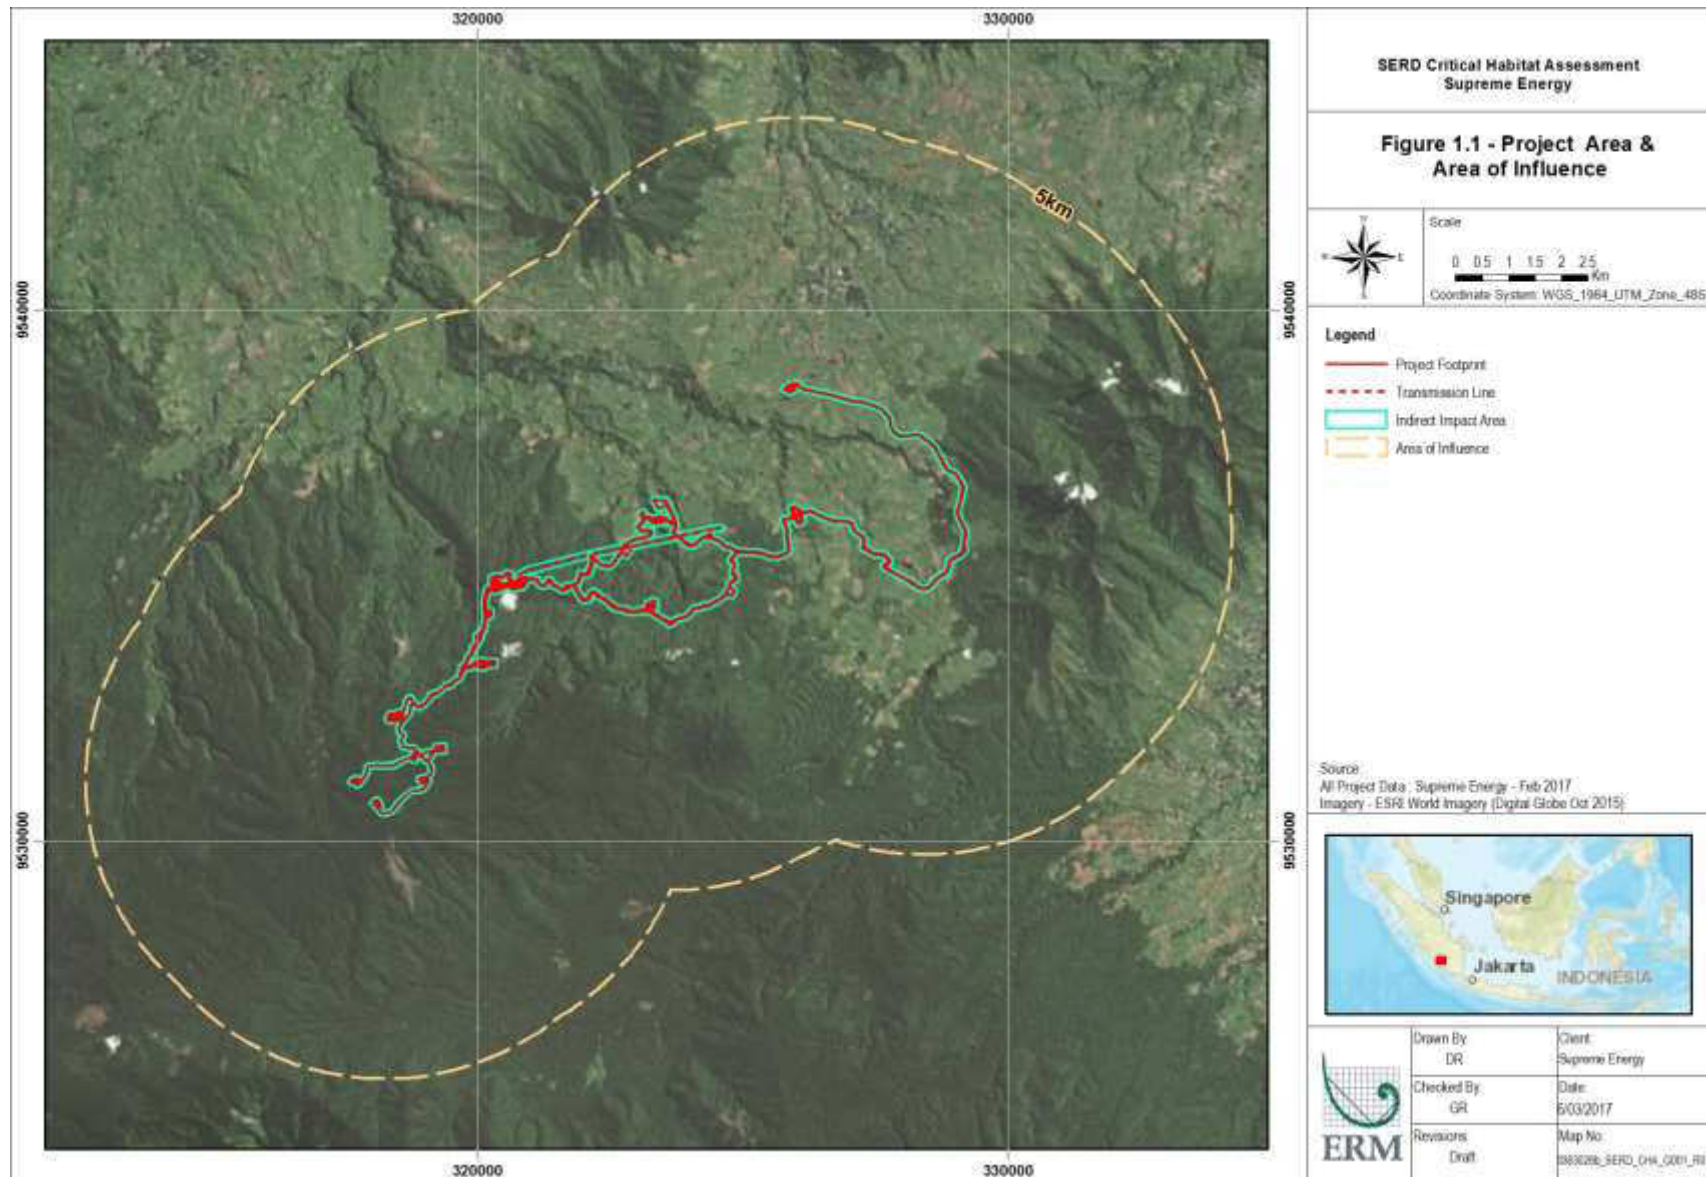 320000
330000
SERD Critical Habitat Assessment
Supreme Energy
Figure 1.1 - Project Area &
Area of Influence
5km
N
W
E
S
Scale
0 0.5 1 1.5 2 2.5
Km
Coordinate System: WGS_1984_UTM_Zone_48S
9540000
9540000
Legend
Project Footprint
Transmission Line
Indirect Impact Area
Area of Influence
Source:
All Project Data : Supreme Energy - Feb 2017
Imagery - ESRI World Imagery (Digital Globe Oct 2015)
9530000
9530000
Singapore
Jakarta
INDONESIA
ERM
Drawn By:
DR
Client:
Supreme Energy
Checked By:
GR
Date:
6/03/2017
Revisions:
Draft
Map No:
320000
330000